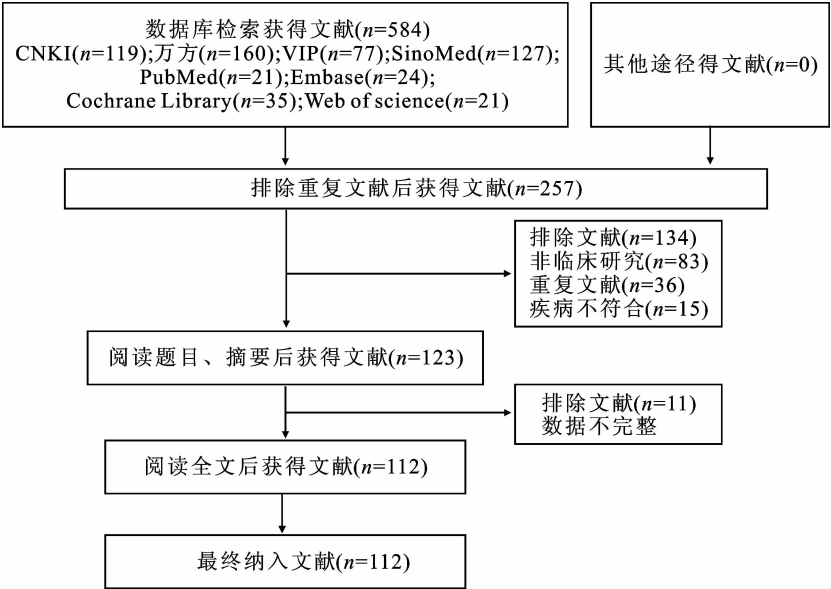 数据库检索获得文献(n=584)
CNKI(n=119);万方(n=160);VIP(n=77);SinoMed(n=127);
PubMed(n=21);Embase(n=24);
Cochrane Library(n=35);Web of science(n=21)
其他途径得文献(n=0)
排除重复文献后获得文献(n=257)
排除文献(n=134)
非临床研究(n=83)
重复文献(n=36)
疾病不符合(n=15)
阅读题目、摘要后获得文献(n=123)
排除文献(n=11)
数据不完整
阅读全文后获得文献(n=112)
最终纳入文献(n=112)